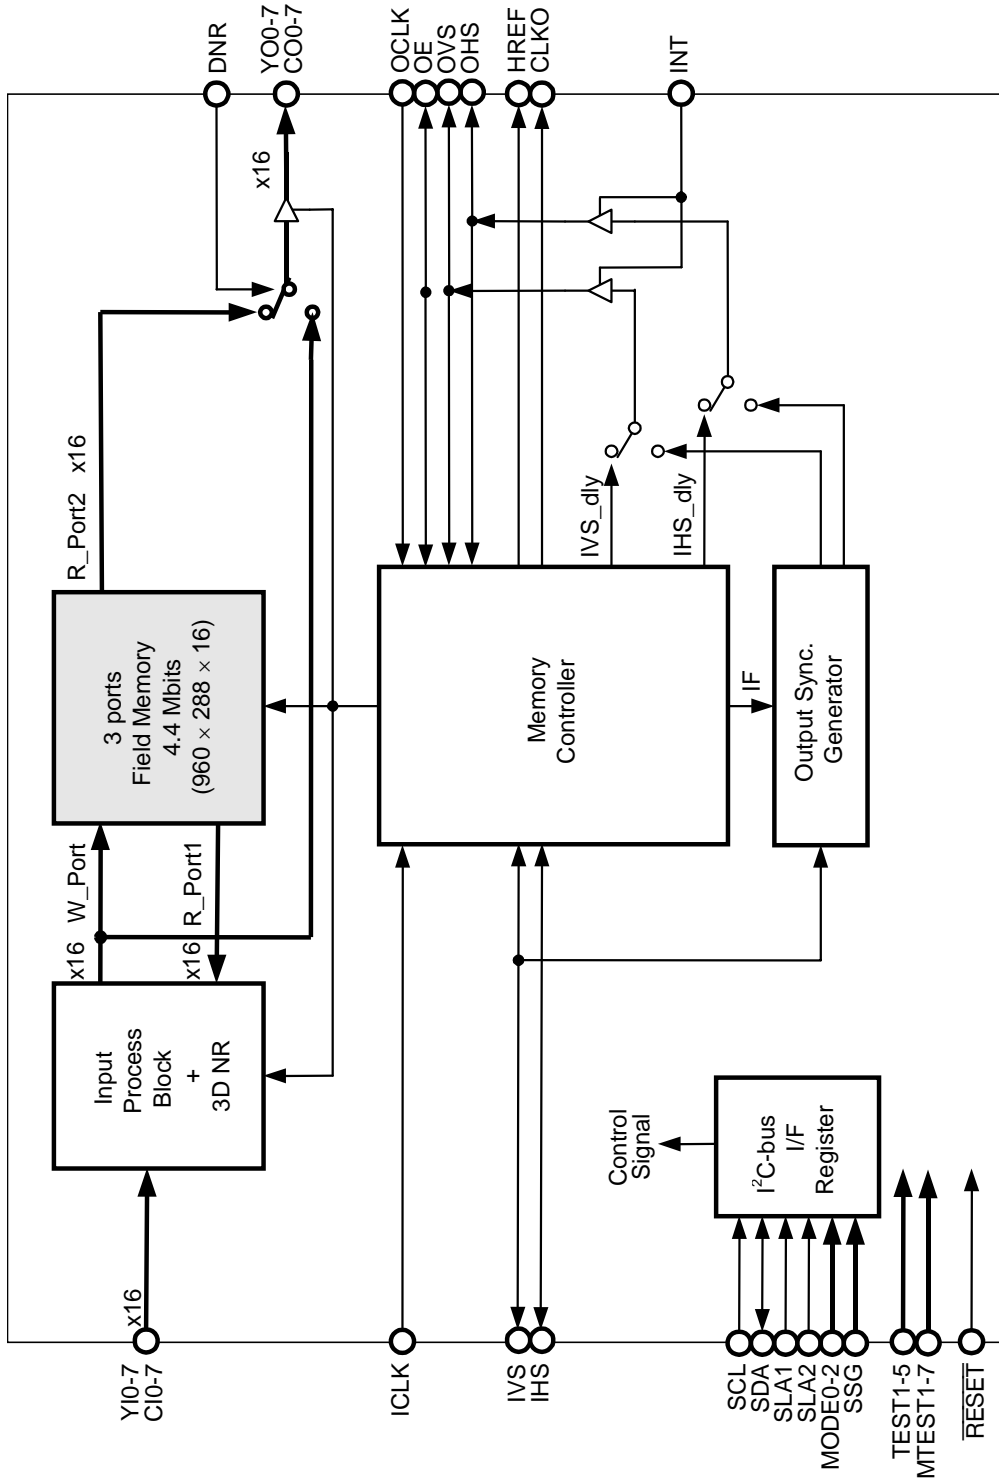 YI0-7
CI0-7
x16
Input
Process
Block
+
3D NR
x16
W_Port
x16
R_Port1
3 ports
Field Memory
4.4 Mbits
(960 × 288 × 16)
R_Port2
x16
x16
DNR
YO0-7
CO0-7
ICLK
IVS
IHS
Memory
Controller
OCLK
OE
OVS
OHS
HREF
CLKO
IVS_dly
IHS_dly
INT
IF
Output Sync.
Generator
Control
Signal
I²C-bus
I/F
Register
SCL
SDA
SLA1
SLA2
MODE0-2
SSG
TEST1-5
MTEST1-7
RESET